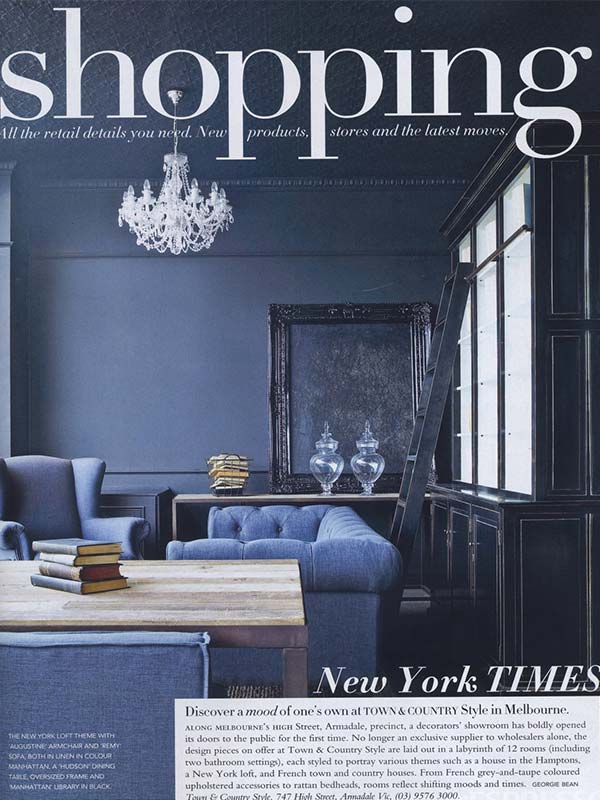 shopping
All the retail details you need. New products, stores and the latest moves.
New York TIMES
Discover a mood of one's own at TOWN & COUNTRY Style in Melbourne.
ALONG MELBOURNE'S HIGH Street, Armadale, precinct, a decorators' showroom has boldly opened
its doors to the public for the first time. No longer an exclusive supplier to wholesalers alone, the
design pieces on offer at Town & Country Style are laid out in a labyrinth of 12 rooms (including
two bathroom settings), each styled to portray various themes such as a house in the Hamptons,
a New York loft, and French town and country houses. From French grey-and-taupe coloured
upholstered accessories to rattan bedheads, rooms reflect shifting moods and times. GEORGIE BEAN
Town & Country Style, 747 High Street, Armadale Vic, (03) 9576 3000.
THE NEW YORK LOFT THEME WITH
'AUGUSTINE' ARMCHAIR AND 'REMY'
SOFA, BOTH IN LINEN IN COLOUR
MANHATTAN, A 'HUDSON' DINING
TABLE, OVERSIZED FRAME AND
'MANHATTAN' LIBRARY IN BLACK.